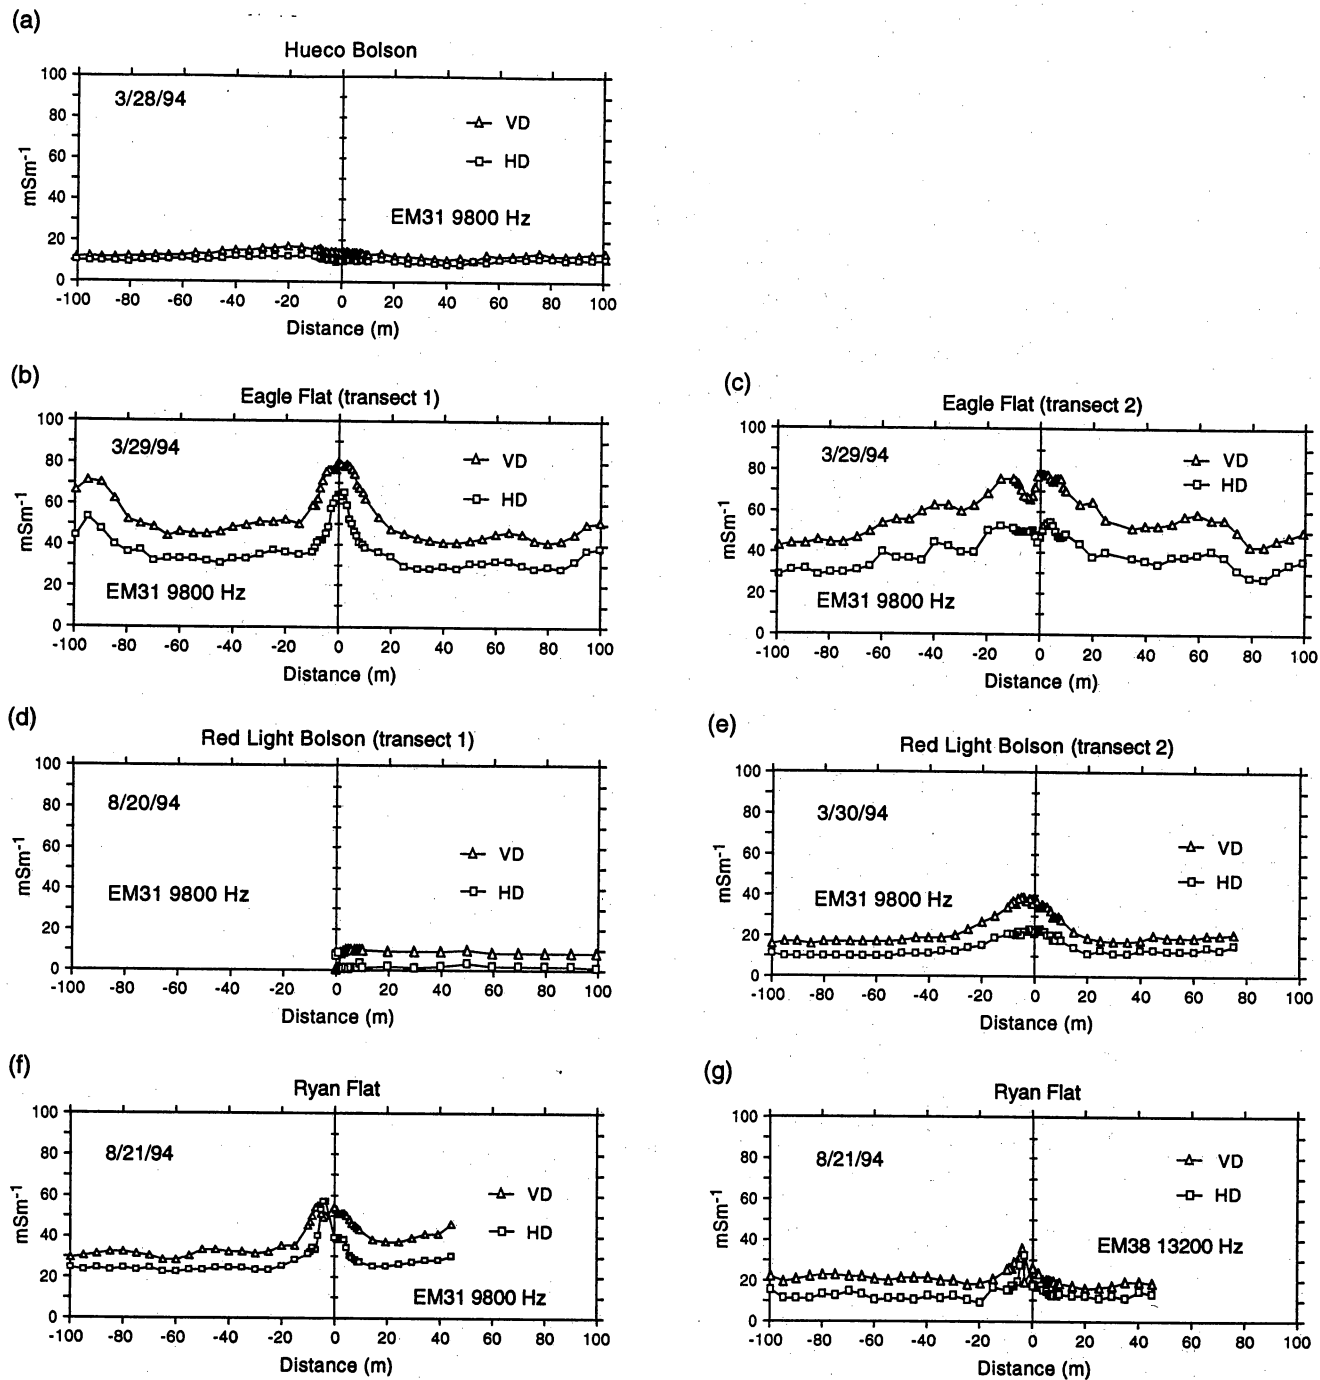 (a)
Hueco Bolson
3/28/94
VD
HD
EM31 9800 Hz
mSm-1
100
80
60
40
20
0
-100 -80 -60 -40 -20 0 20 40 60 80 100
Distance (m)
(b)
Eagle Flat (transect 1)
3/29/94
VD
HD
EM31 9800 Hz
mSm-1
100
80
60
40
20
0
-100 -80 -60 -40 -20 0 20 40 60 80 100
Distance (m)
(c)
Eagle Flat (transect 2)
3/29/94
VD
HD
EM31 9800 Hz
mSm-1
100
80
60
40
20
0
-100 -80 -60 -40 -20 0 20 40 60 80 100
Distance (m)
(d)
Red Light Bolson (transect 1)
8/20/94
VD
HD
EM31 9800 Hz
mSm-1
100
80
60
40
20
0
-100 -80 -60 -40 -20 0 20 40 60 80 100
Distance (m)
(e)
Red Light Bolson (transect 2)
3/30/94
VD
HD
EM31 9800 Hz
mSm-1
100
80
60
40
20
0
-100 -80 -60 -40 -20 0 20 40 60 80 100
Distance (m)
(f)
Ryan Flat
8/21/94
VD
HD
EM31 9800 Hz
mSm-1
100
80
60
40
20
0
-100 -80 -60 -40 -20 0 20 40 60 80 100
Distance (m)
(g)
Ryan Flat
8/21/94
VD
HD
EM38 13200 Hz
mSm-1
100
80
60
40
20
0
-100 -80 -60 -40 -20 0 20 40 60 80 100
Distance (m)